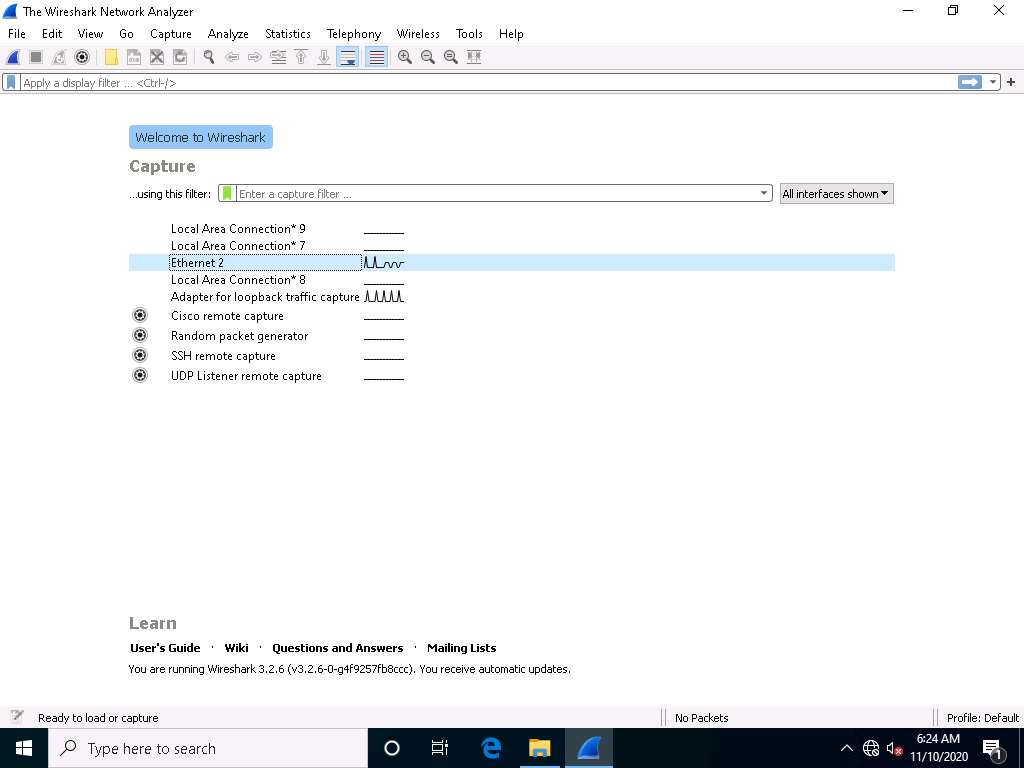 The Wireshark Network Analyzer
File Edit View Go Capture Analyze Statistics Telephony Wireless Tools Help
Apply a display filter ... <Ctrl-/>
Welcome to Wireshark
Capture
...using this filter: Enter a capture filter ... All interfaces shown
Local Area Connection* 9
Local Area Connection* 7
Ethernet 2
Local Area Connection* 8
Adapter for loopback traffic capture
Cisco remote capture
Random packet generator
SSH remote capture
UDP Listener remote capture
Learn
User's Guide · Wiki · Questions and Answers · Mailing Lists
You are running Wireshark 3.2.6 (v3.2.6-0-g4f9257fb8ccc). You receive automatic updates.
Ready to load or capture No Packets Profile: Default
Type here to search
6:24 AM
11/10/2020
1